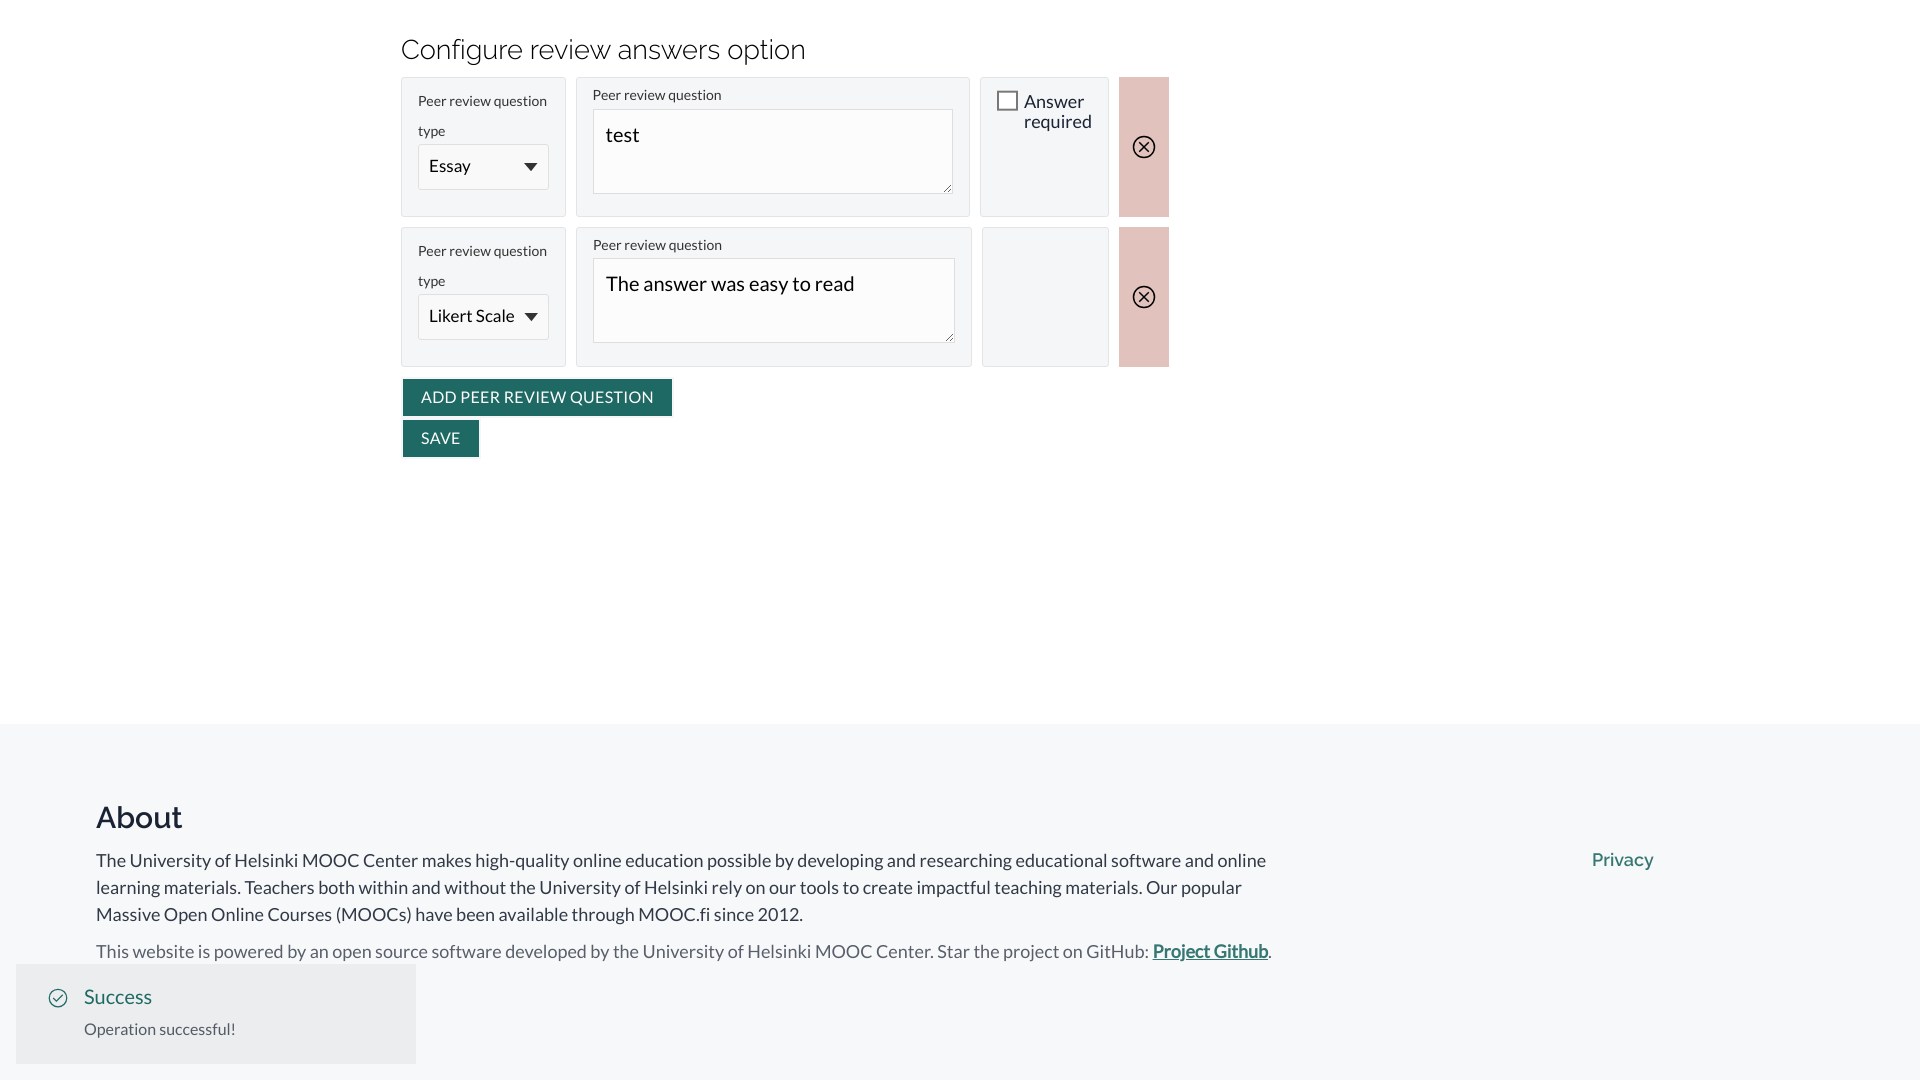 Configure review answers option
Peer review question
type
Essay
Peer review question
test
Answer
required
Peer review question
type
Likert Scale
Peer review question
The answer was easy to read
ADD PEER REVIEW QUESTION
SAVE
About
The University of Helsinki MOOC Center makes high-quality online education possible by developing and researching educational software and online
learning materials. Teachers both within and without the University of Helsinki rely on our tools to create impactful teaching materials. Our popular
Massive Open Online Courses (MOOCs) have been available through MOOC.fi since 2012.
This website is powered by an open source software developed by the University of Helsinki MOOC Center. Star the project on GitHub: Project Github.
Privacy
Success
Operation successful!